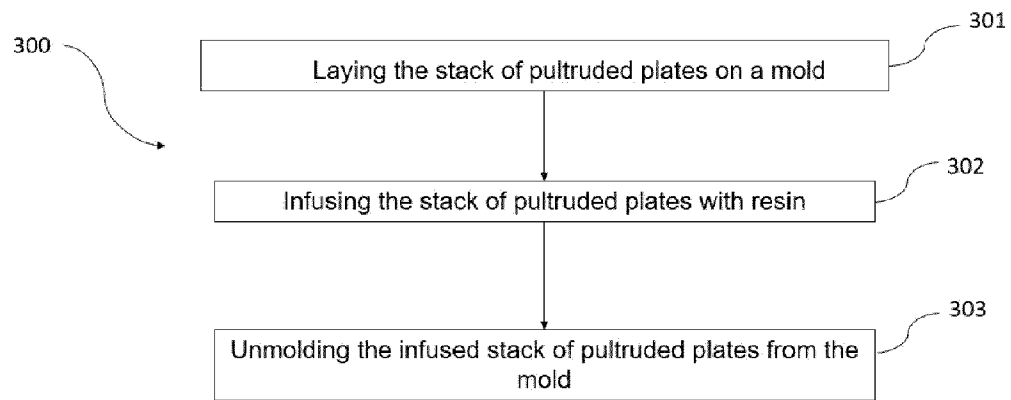 301
300
Laying the stack of pultruded plates on a mold
302
Infusing the stack of pultruded plates with resin
303
Unmolding the infused stack of pultruded plates from the
mold